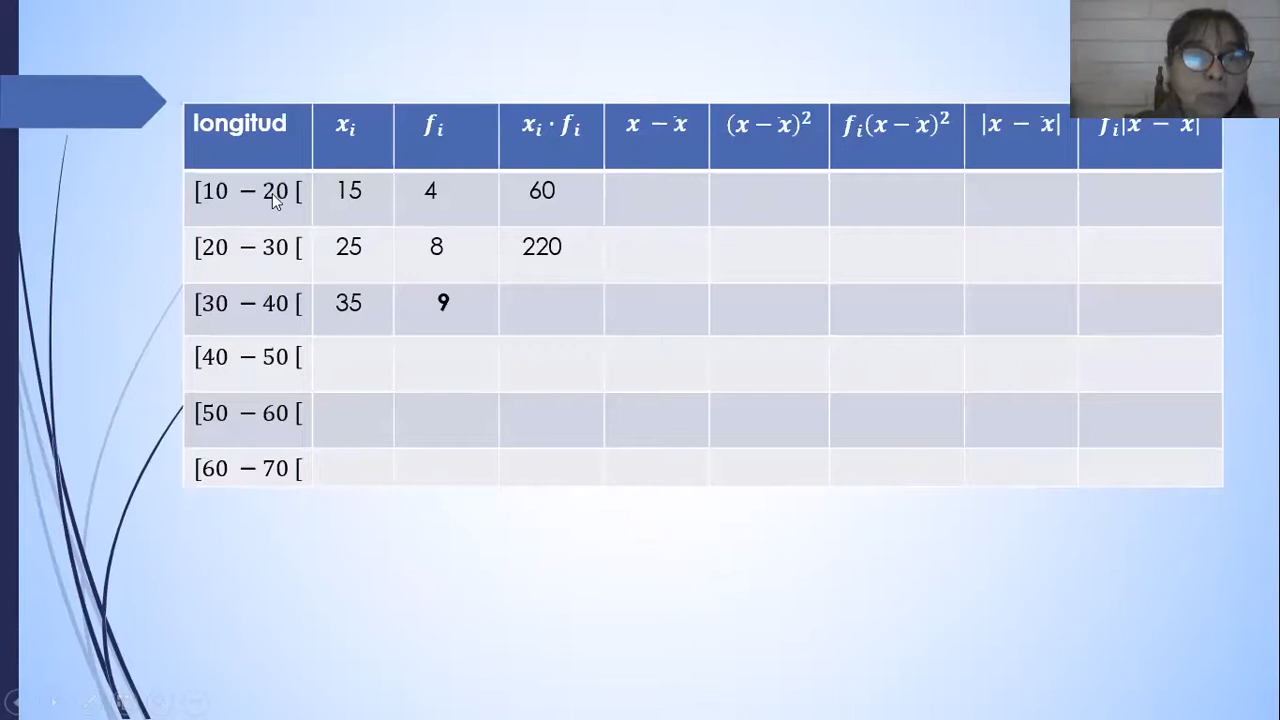 longitud xᵢ fᵢ xᵢ · fᵢ x − ẋ (x − ẋ)² fᵢ(x − ẋ)² |x − ẋ| fᵢ|x − ẋ|
[10 − 20 [ 15 4 60
[20 − 30 [ 25 8 220
[30 − 40 [ 35 9
[40 − 50 [
[50 − 60 [
[60 − 70 [